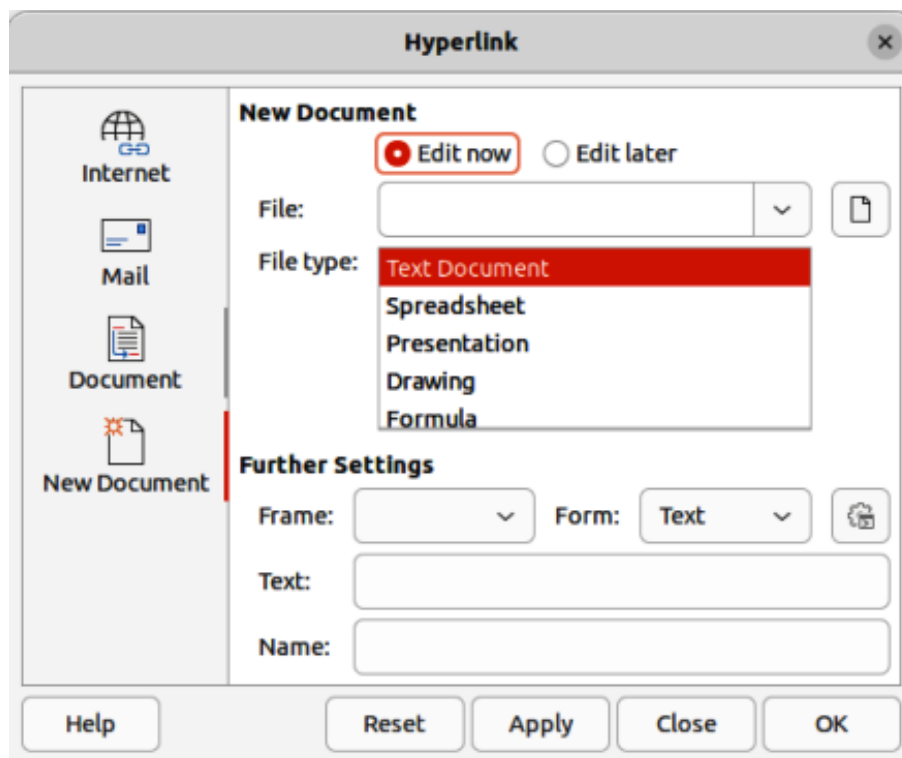 Hyperlink
Internet
Mail
Document
New Document
New Document
Edit now Edit later
File:
File type:
Text Document
Spreadsheet
Presentation
Drawing
Formula
Further Settings
Frame: Form: Text
Text:
Name:
Help Reset Apply Close OK